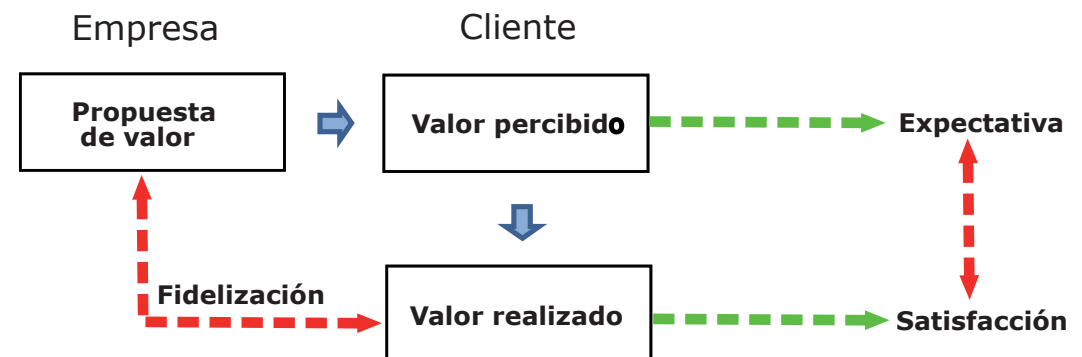 Empresa
Cliente
Propuesta
de valor
Valor percibido
Expectativa
Fidelización
Valor realizado
Satisfacción